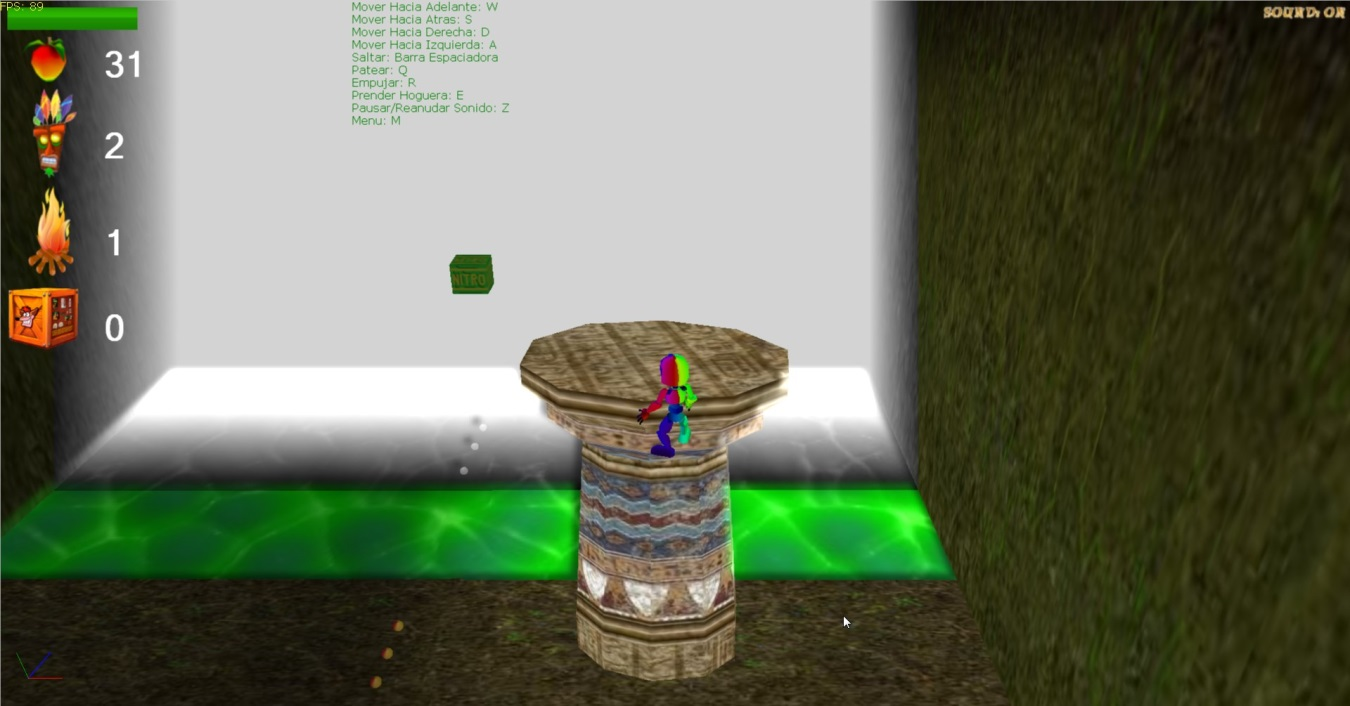 FPS: 89
SOUND: ON
Mover Hacia Adelante: W
Mover Hacia Atras: S
Mover Hacia Derecha: D
Mover Hacia Izquierda: A
Saltar: Barra Espaciadora
Patear: Q
Empujar: R
Prender Hoguera: E
Pausar/Reanudar Sonido: Z
Menu: M
31
2
1
0
NITRO